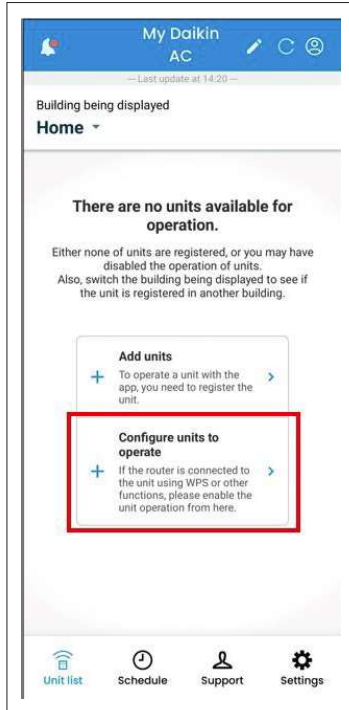 My Daikin
AC
Last update at 14:20
Building being displayed
Home
There are no units available for
operation.
Either none of units are registered, or you may have
disabled the operation of units.
Also, switch the building being displayed to see if
the unit is registered in another building.
Add units
To operate a unit with the
app, you need to register the
unit.
Configure units to
operate
If the router is connected to
the unit using WPS or other
functions, please enable the
unit operation from here.
Unit list Schedule Support Settings